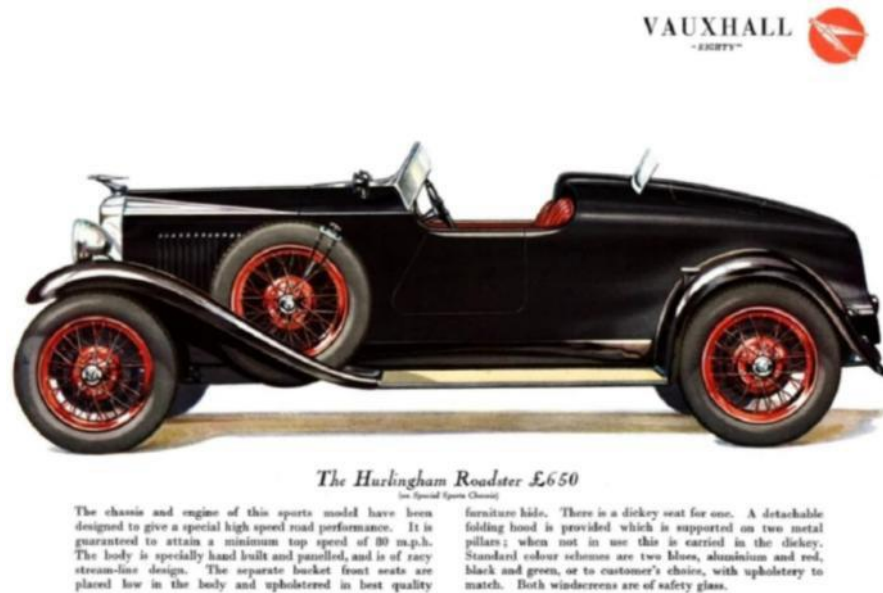 VAUXHALL
"EIGHTY"
The Hurlingham Roadster £650
(on Special Sports Chassis)
The chassis and engine of this sports model have been
designed to give a special high speed road performance. It is
guaranteed to attain a minimum top speed of 80 m.p.h.
The body is specially hand built and panelled, and is of racy
stream-line design. The separate bucket front seats are
placed low in the body and upholstered in best quality
furniture hide. There is a dickey seat for one. A detachable
folding hood is provided which is supported on two metal
pillars; when not in use this is carried in the dickey.
Standard colour schemes are two blues, aluminium and red,
black and green, or to customer's choice, with upholstery to
match. Both windscreens are of safety glass.